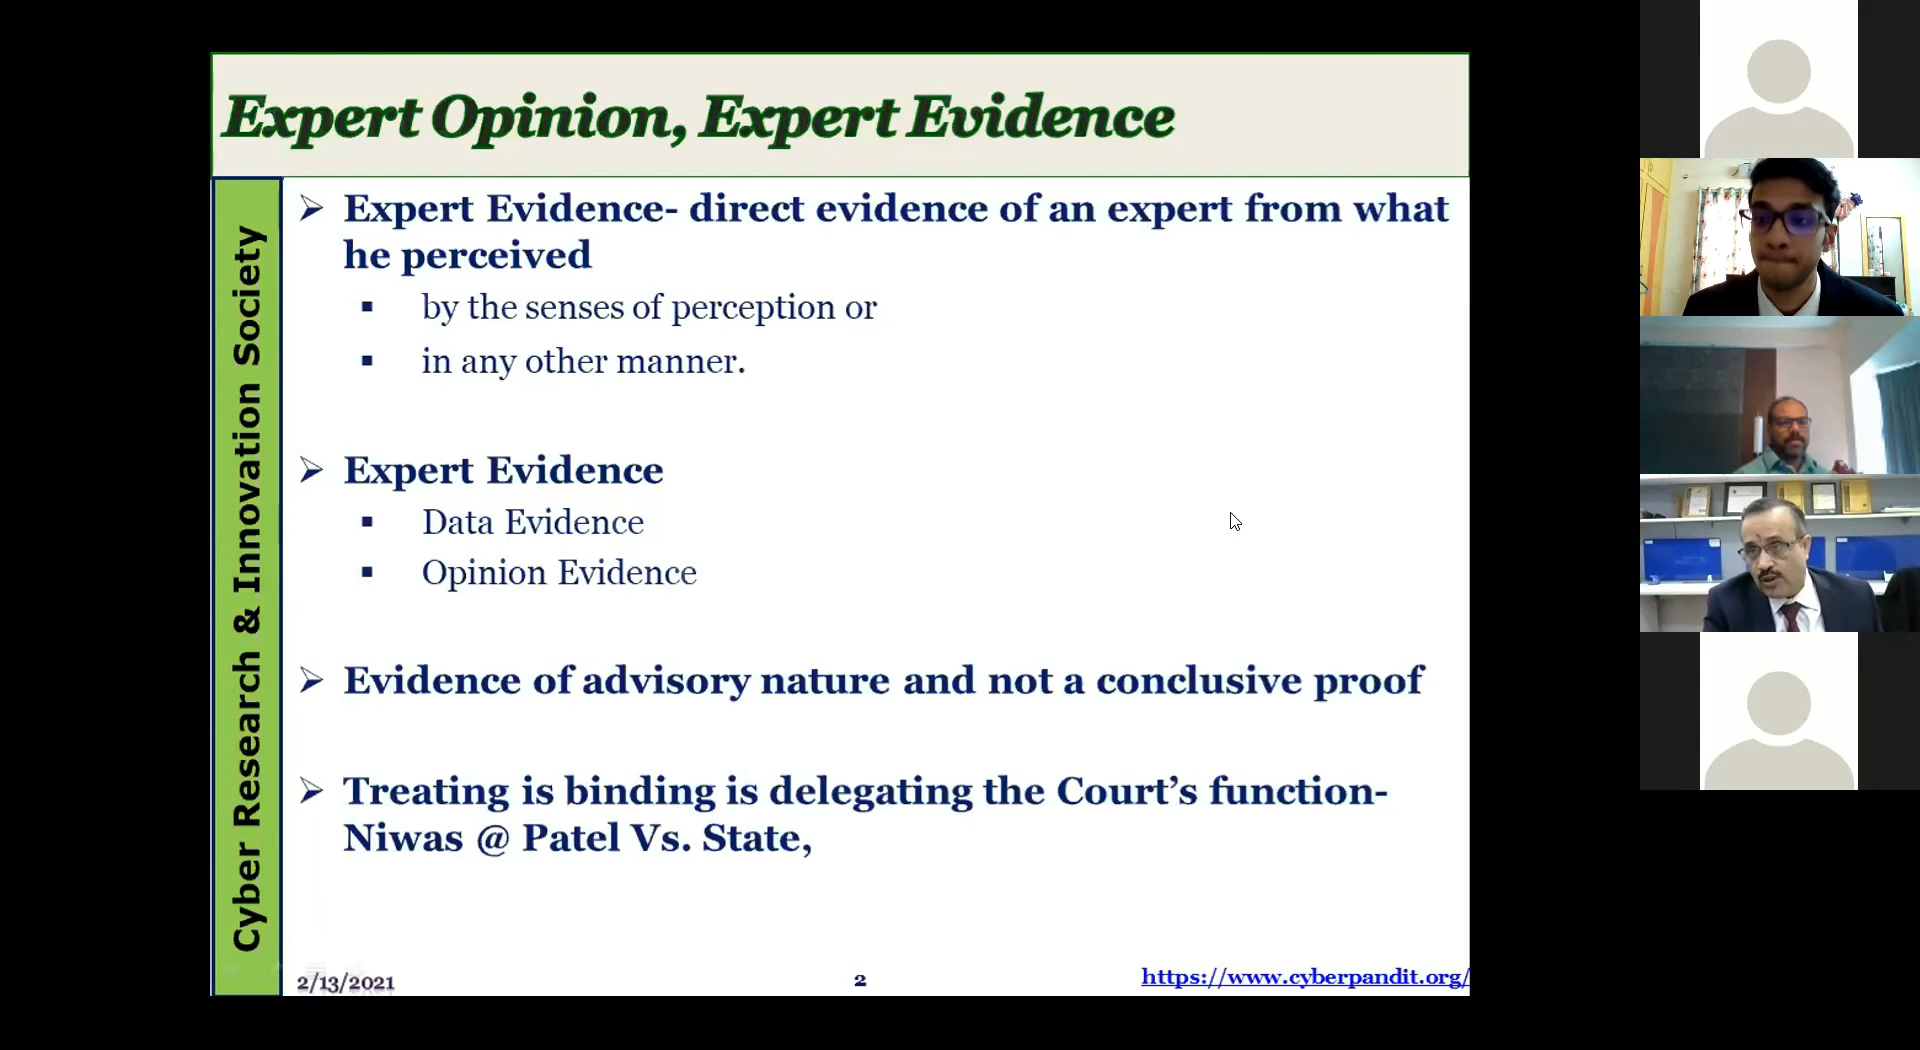 Expert Opinion, Expert Evidence
Cyber Research & Innovation Society
Expert Evidence- direct evidence of an expert from what
he perceived
by the senses of perception or
in any other manner.
Expert Evidence
Data Evidence
Opinion Evidence
Evidence of advisory nature and not a conclusive proof
Treating is binding is delegating the Court’s function-
Niwas @ Patel Vs. State,
2/13/2021
2
https://www.cyberpandit.org/